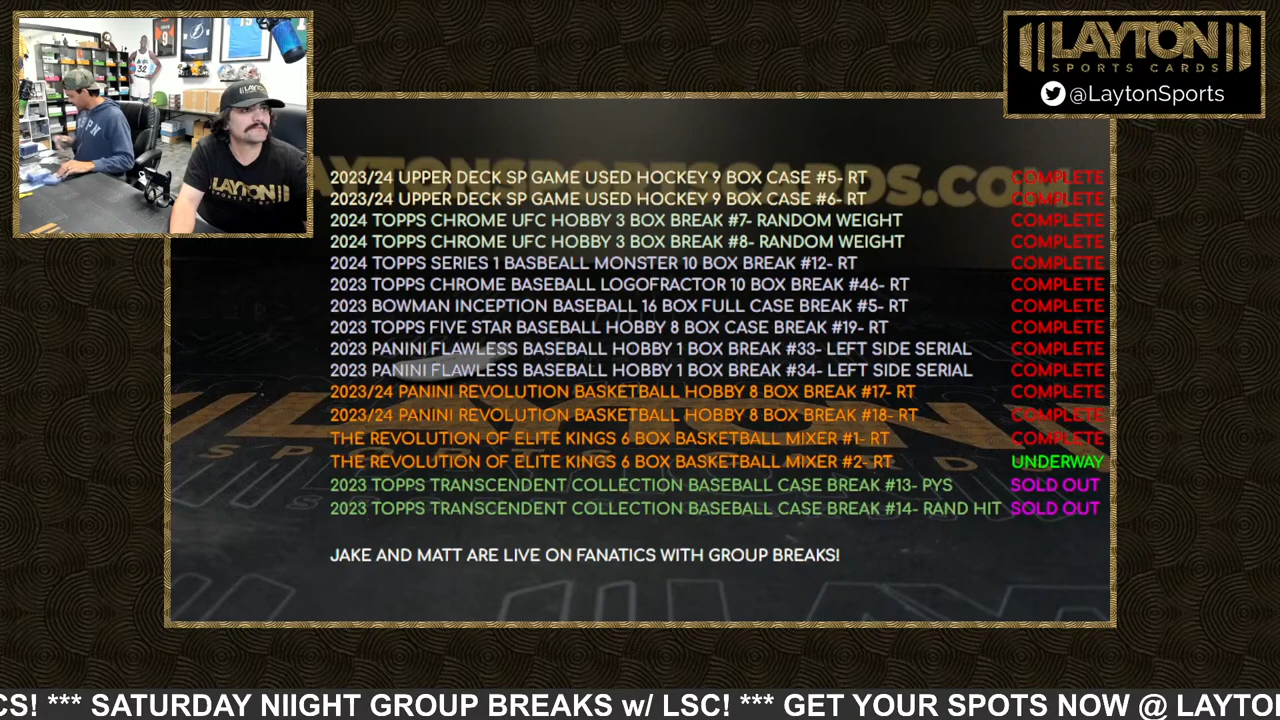 LAYTON
SPORTS CARDS
@LaytonSports
LAYTONSPORTSCARDS.COM
2023/24 UPPER DECK SP GAME USED HOCKEY 9 BOX CASE #5- RT COMPLETE
2023/24 UPPER DECK SP GAME USED HOCKEY 9 BOX CASE #6- RT COMPLETE
2024 TOPPS CHROME UFC HOBBY 3 BOX BREAK #7- RANDOM WEIGHT COMPLETE
2024 TOPPS CHROME UFC HOBBY 3 BOX BREAK #8- RANDOM WEIGHT COMPLETE
2024 TOPPS SERIES 1 BASBEALL MONSTER 10 BOX BREAK #12- RT COMPLETE
2023 TOPPS CHROME BASEBALL LOGOFRACTOR 10 BOX BREAK #46- RT COMPLETE
2023 BOWMAN INCEPTION BASEBALL 16 BOX FULL CASE BREAK #5- RT COMPLETE
2023 TOPPS FIVE STAR BASEBALL HOBBY 8 BOX CASE BREAK #19- RT COMPLETE
2023 PANINI FLAWLESS BASEBALL HOBBY 1 BOX BREAK #33- LEFT SIDE SERIAL COMPLETE
2023 PANINI FLAWLESS BASEBALL HOBBY 1 BOX BREAK #34- LEFT SIDE SERIAL COMPLETE
2023/24 PANINI REVOLUTION BASKETBALL HOBBY 8 BOX BREAK #17- RT COMPLETE
2023/24 PANINI REVOLUTION BASKETBALL HOBBY 8 BOX BREAK #18- RT COMPLETE
THE REVOLUTION OF ELITE KINGS 6 BOX BASKETBALL MIXER #1- RT COMPLETE
THE REVOLUTION OF ELITE KINGS 6 BOX BASKETBALL MIXER #2- RT UNDERWAY
2023 TOPPS TRANSCENDENT COLLECTION BASEBALL CASE BREAK #13- PYS SOLD OUT
2023 TOPPS TRANSCENDENT COLLECTION BASEBALL CASE BREAK #14- RAND HIT SOLD OUT
JAKE AND MATT ARE LIVE ON FANATICS WITH GROUP BREAKS!
CS! *** SATURDAY NIIGHT GROUP BREAKS w/ LSC! *** GET YOUR SPOTS NOW @ LAYTO